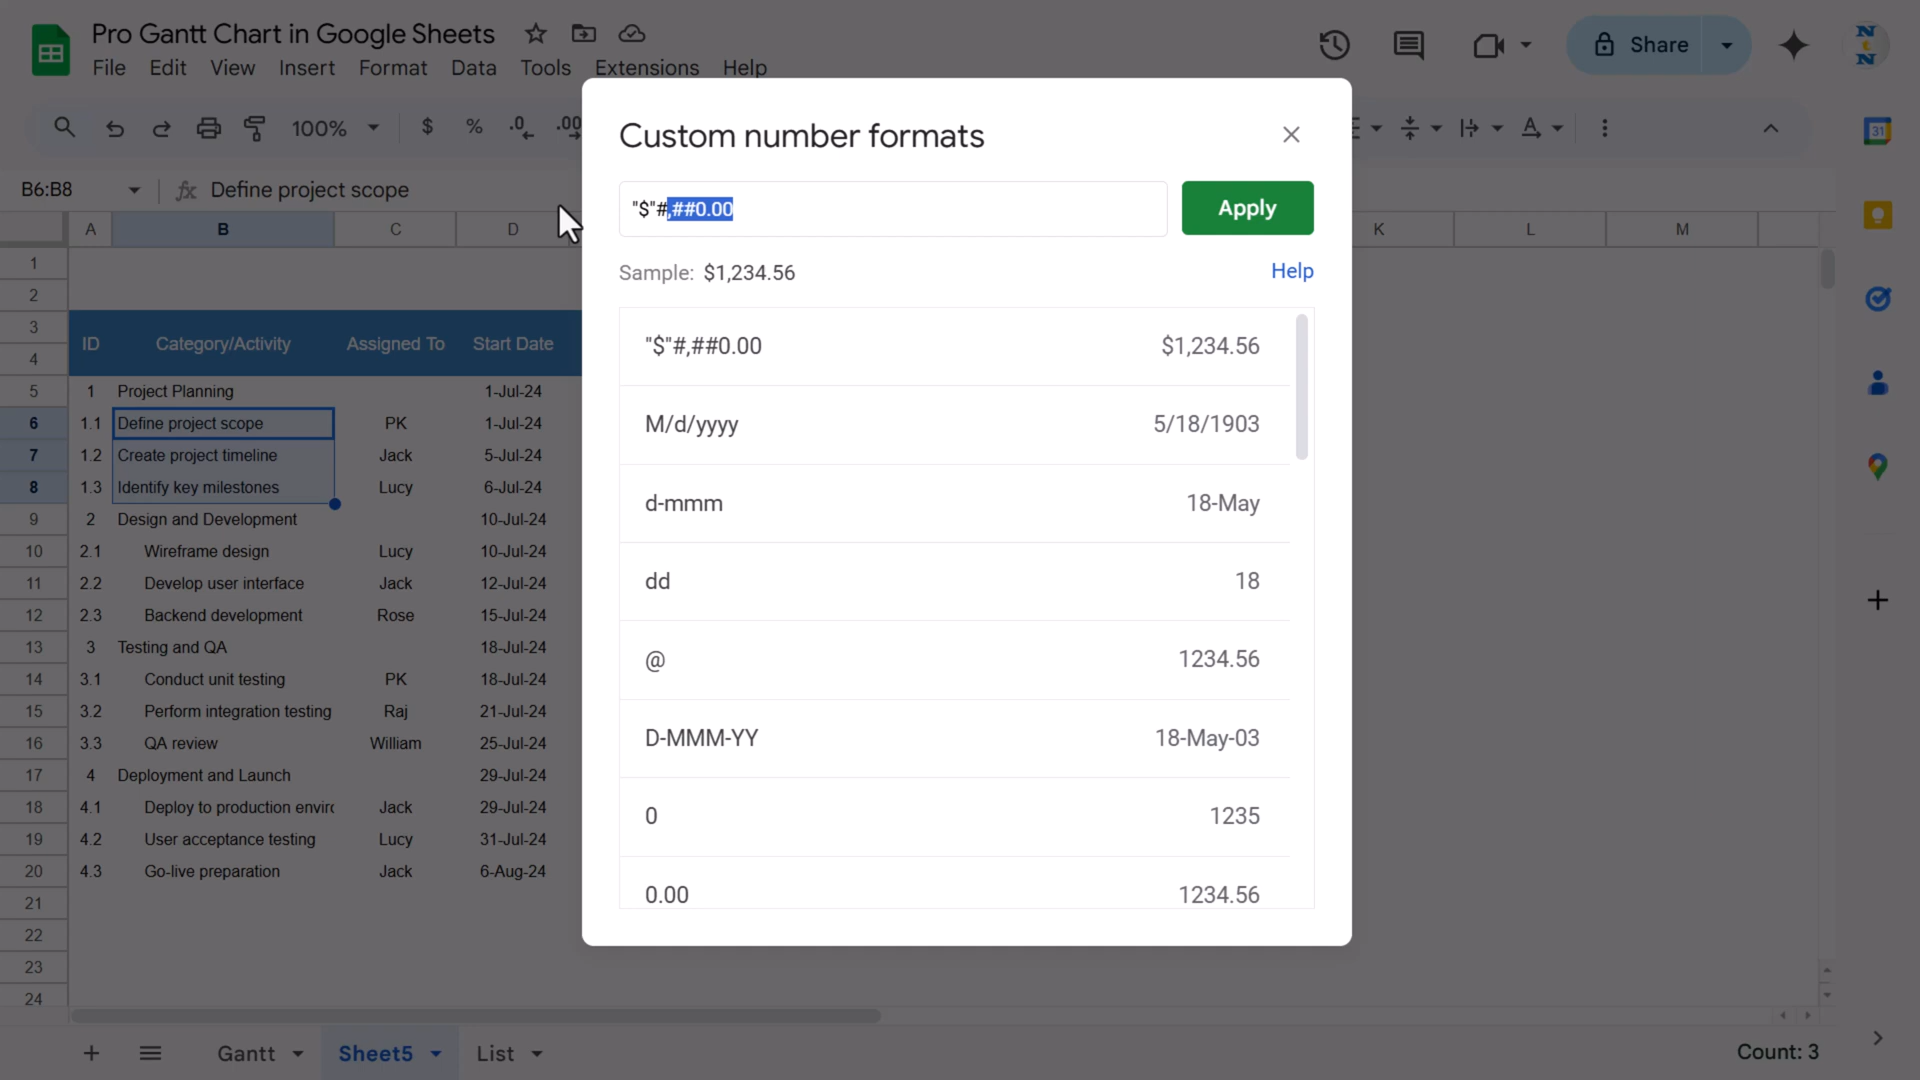 Pro Gantt Chart in Google Sheets
File Edit View Insert Format Data Tools Extensions Help
Share
100% $ % .0 .00
B6:B8 Define project scope
A B C D K L M
Custom number formats
"$"#,##0.00
Apply
Sample: $1,234.56
Help
"$"#,##0.00 $1,234.56
M/d/yyyy 5/18/1903
d-mmm 18-May
dd 18
@ 1234.56
D-MMM-YY 18-May-03
0 1235
0.00 1234.56
1
2
3
4
ID Category/Activity Assigned To Start Date
5 1 Project Planning 1-Jul-24
6 1.1 Define project scope PK 1-Jul-24
7 1.2 Create project timeline Jack 5-Jul-24
8 1.3 Identify key milestones Lucy 6-Jul-24
9 2 Design and Development 10-Jul-24
10 2.1 Wireframe design Lucy 10-Jul-24
11 2.2 Develop user interface Jack 12-Jul-24
12 2.3 Backend development Rose 15-Jul-24
13 3 Testing and QA 18-Jul-24
14 3.1 Conduct unit testing PK 18-Jul-24
15 3.2 Perform integration testing Raj 21-Jul-24
16 3.3 QA review William 25-Jul-24
17 4 Deployment and Launch 29-Jul-24
18 4.1 Deploy to production envir Jack 29-Jul-24
19 4.2 User acceptance testing Lucy 31-Jul-24
20 4.3 Go-live preparation Jack 6-Aug-24
21
22
23
24
Gantt Sheet5 List
Count: 3
31
N
t
N